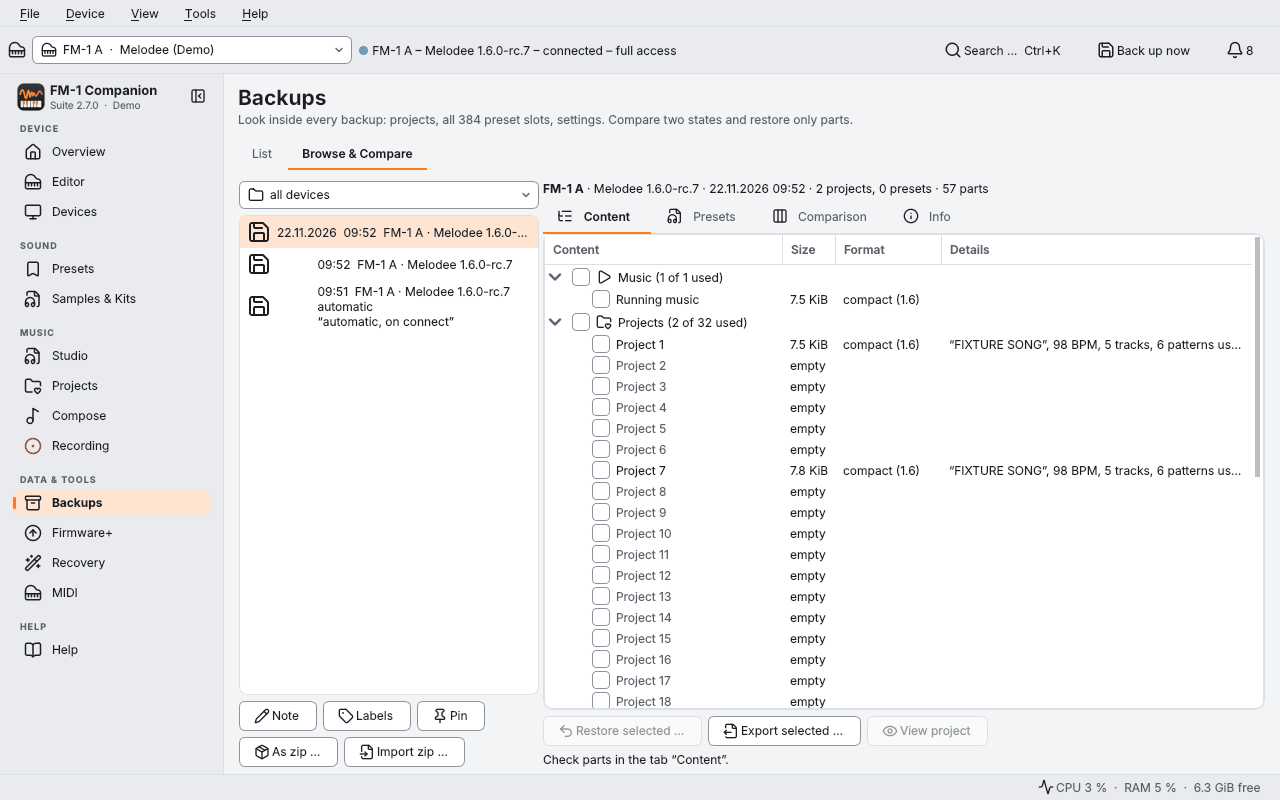 File Device View Tools Help
FM-1 A · Melodee (Demo)
FM-1 A – Melodee 1.6.0-rc.7 – connected – full access
Search ... Ctrl+K
Back up now
8
FM-1 Companion
Suite 2.7.0 · Demo
DEVICE
Overview
Editor
Devices
SOUND
Presets
Samples & Kits
MUSIC
Studio
Projects
Compose
Recording
DATA & TOOLS
Backups
Firmware+
Recovery
MIDI
HELP
Help
Backups
Look inside every backup: projects, all 384 preset slots, settings. Compare two states and restore only parts.
List Browse & Compare
all devices
22.11.2026 09:52 FM-1 A · Melodee 1.6.0-...
09:52 FM-1 A · Melodee 1.6.0-rc.7
09:51 FM-1 A · Melodee 1.6.0-rc.7
automatic
“automatic, on connect”
Note Labels Pin
As zip ... Import zip ...
FM-1 A · Melodee 1.6.0-rc.7 · 22.11.2026 09:52 · 2 projects, 0 presets · 57 parts
Content Presets Comparison Info
Content Size Format Details
Music (1 of 1 used)
Running music 7.5 KiB compact (1.6)
Projects (2 of 32 used)
Project 1 7.5 KiB compact (1.6) “FIXTURE SONG”, 98 BPM, 5 tracks, 6 patterns us...
Project 2 empty
Project 3 empty
Project 4 empty
Project 5 empty
Project 6 empty
Project 7 7.8 KiB compact (1.6) “FIXTURE SONG”, 98 BPM, 5 tracks, 6 patterns us...
Project 8 empty
Project 9 empty
Project 10 empty
Project 11 empty
Project 12 empty
Project 13 empty
Project 14 empty
Project 15 empty
Project 16 empty
Project 17 empty
Project 18 empty
Restore selected ... Export selected ... View project
Check parts in the tab “Content”.
CPU 3 % · RAM 5 % · 6.3 GiB free